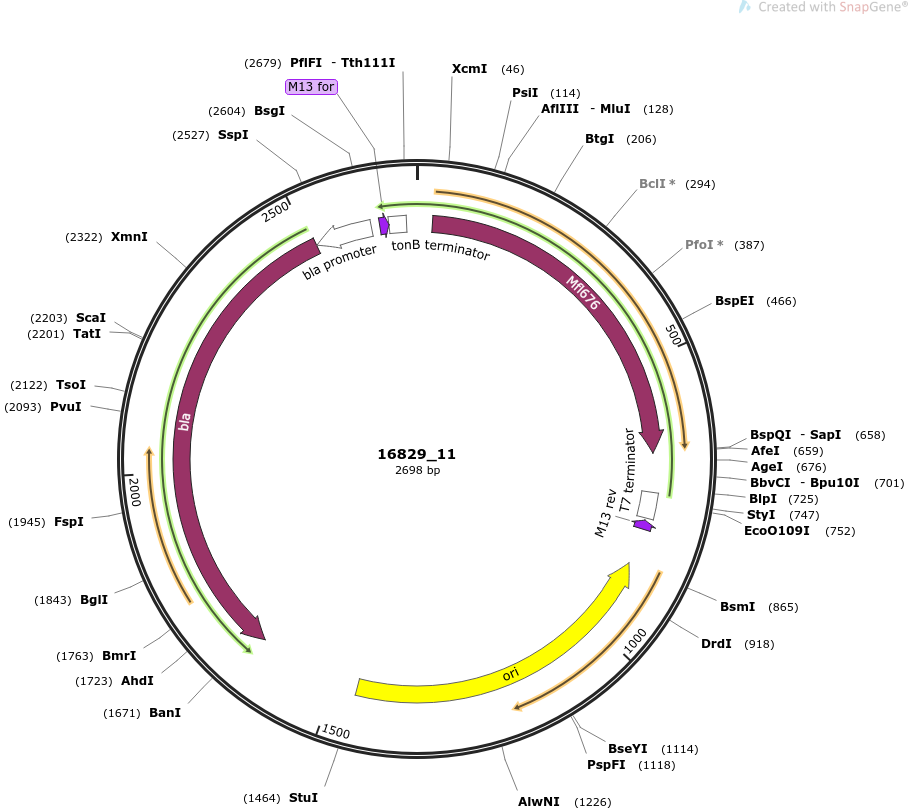 Created with SnapGene®
(2679) PflFI - Tth111I
M13 for
(2604) BsgI
(2527) SspI
XcmI (46)
PsiI (114)
AflIII - MluI (128)
BtgI (206)
BclI * (294)
PfoI * (387)
BspEI (466)
2500
(2322) XmnI
bla promoter
tonB terminator
Mfl676
500
(2203) ScaI
(2201) TatI
(2122) TsoI
(2093) PvuI
bla
16829_11
2698 bp
T7 terminator
M13 rev
BspQI - SapI (658)
AfeI (659)
AgeI (676)
BbvCI - Bpu10I (701)
BlpI (725)
StyI (747)
EcoO109I (752)
2000
(1945) FspI
(1843) BglI
(1763) BmrI
(1723) AhdI
(1671) BanI
BsmI (865)
DrdI (918)
1000
ori
1500
BseYI (1114)
PspFI (1118)
(1464) StuI
AlwNI (1226)